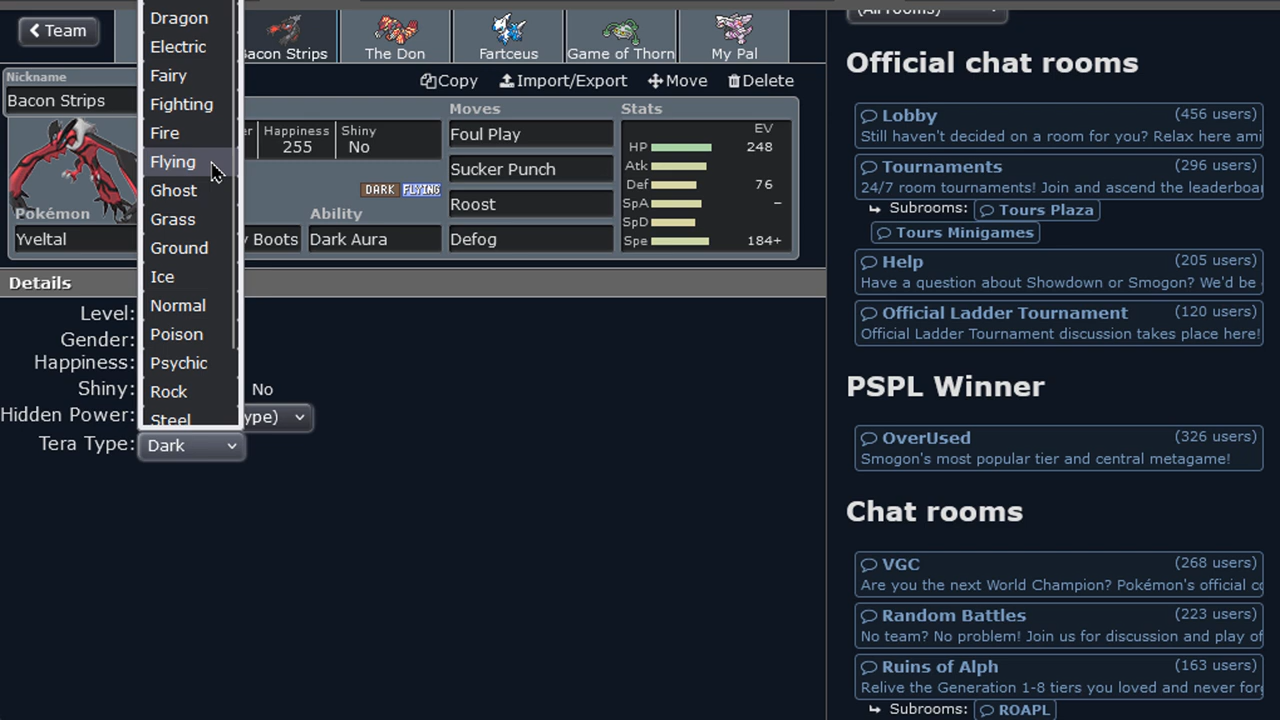 Team
Bacon Strips
The Don
Fartceus
Game of Thorn
My Pal
Nickname
Bacon Strips
Copy
Import/Export
Move
Delete
Happiness
255
Shiny
No
DARK FLYING
Pokémon
Yveltal
Boots
Ability
Dark Aura
Moves
Foul Play
Sucker Punch
Roost
Defog
Stats
EV
HP 248
Atk
Def 76
SpA –
SpD
Spe 184+
Details
Level:
Gender:
Happiness:
Shiny: No
Hidden Power: ype)
Tera Type: Dark
Dragon
Electric
Fairy
Fighting
Fire
Flying
Ghost
Grass
Ground
Ice
Normal
Poison
Psychic
Rock
Steel
(All rooms)
Official chat rooms
Lobby (456 users)
Still haven't decided on a room for you? Relax here ami
Tournaments (296 users)
24/7 room tournaments! Join and ascend the leaderboar
↳ Subrooms: Tours Plaza
Tours Minigames
Help (205 users)
Have a question about Showdown or Smogon? We'd be
Official Ladder Tournament (120 users)
Official Ladder Tournament discussion takes place here!
PSPL Winner
OverUsed (326 users)
Smogon's most popular tier and central metagame!
Chat rooms
VGC (268 users)
Are you the next World Champion? Pokémon's official co
Random Battles (223 users)
No team? No problem! Join us for discussion and play of
Ruins of Alph (163 users)
Relive the Generation 1-8 tiers you loved and never forg
↳ Subrooms: ROAPL